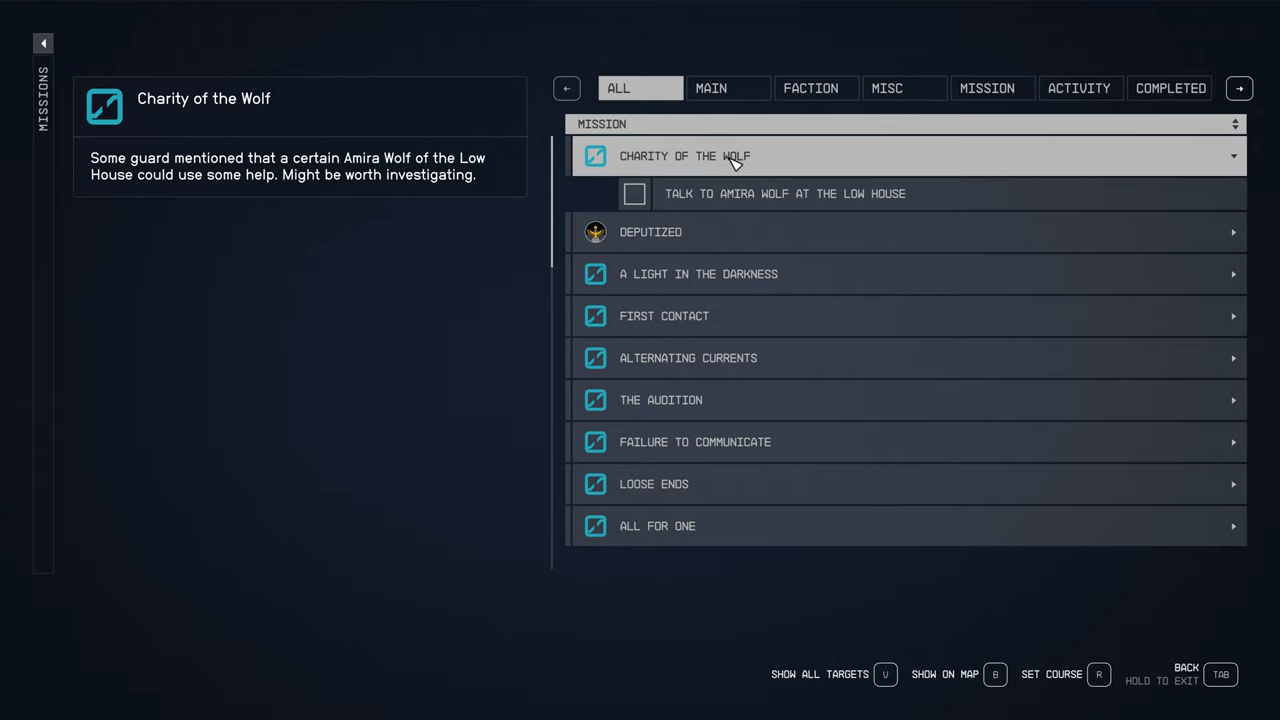 MISSIONS
Charity of the Wolf
Some guard mentioned that a certain Amira Wolf of the Low
House could use some help. Might be worth investigating.
ALL MAIN FACTION MISC MISSION ACTIVITY COMPLETED
MISSION
CHARITY OF THE WOLF
TALK TO AMIRA WOLF AT THE LOW HOUSE
DEPUTIZED
A LIGHT IN THE DARKNESS
FIRST CONTACT
ALTERNATING CURRENTS
THE AUDITION
FAILURE TO COMMUNICATE
LOOSE ENDS
ALL FOR ONE
SHOW ALL TARGETS V SHOW ON MAP B SET COURSE R BACK TAB
HOLD TO EXIT